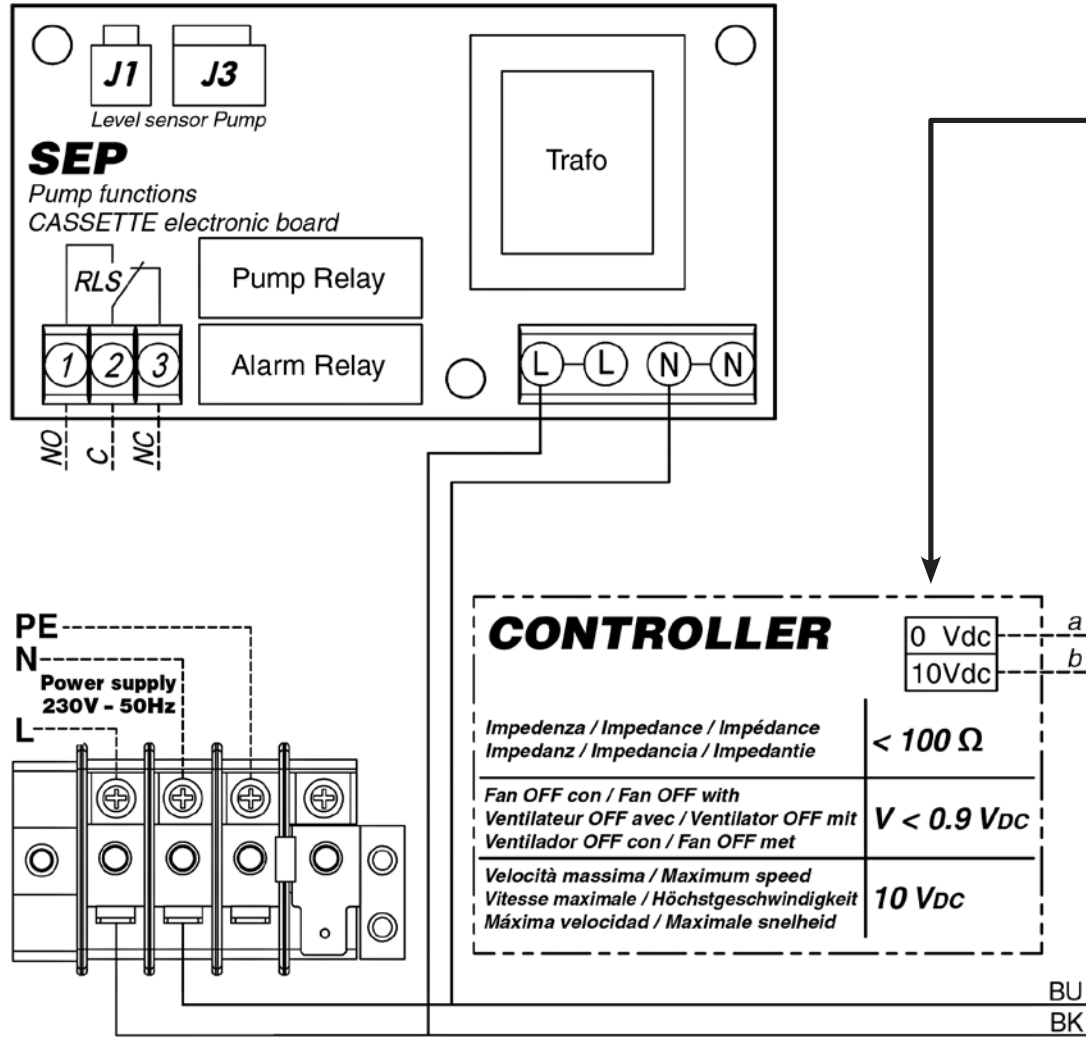 J1
J3
Level sensor Pump
SEP
Pump functions
CASSETTE electronic board
Trafo
RLS
Pump Relay
Alarm Relay
1 2 3
L L N N
NO
C
NC
PE
N
Power supply
230V - 50Hz
L
CONTROLLER
0 Vdc
a
10Vdc
b
Impedenza / Impedance / Impédance
Impedanz / Impedancia / Impedantie
< 100 Ω
Fan OFF con / Fan OFF with
Ventilateur OFF avec / Ventilator OFF mit
Ventilador OFF con / Fan OFF met
V < 0.9 VDC
Velocità massima / Maximum speed
Vitesse maximale / Höchstgeschwindigkeit
Máxima velocidad / Maximale snelheid
10 VDC
BU
BK